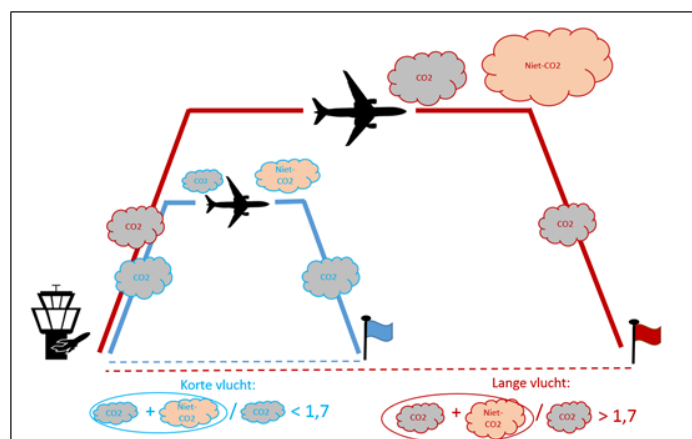 CO2
Niet-CO2
CO2
Niet-
CO2
CO2
CO2
CO2
CO2
Korte vlucht:
CO2 + Niet-
CO2 / CO2 < 1,7
Lange vlucht:
CO2 + Niet-
CO2 / CO2 > 1,7